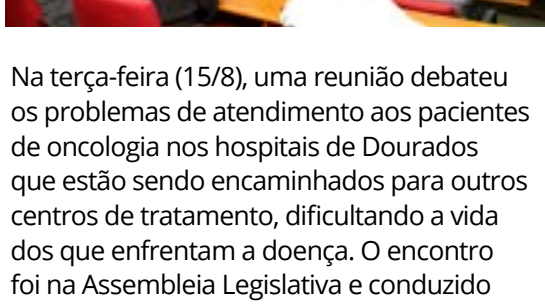 Na terça-feira (15/8), uma reunião debateu
os problemas de atendimento aos pacientes
de oncologia nos hospitais de Dourados
que estão sendo encaminhados para outros
centros de tratamento, dificultando a vida
dos que enfrentam a doença. O encontro
foi na Assembleia Legislativa e conduzido